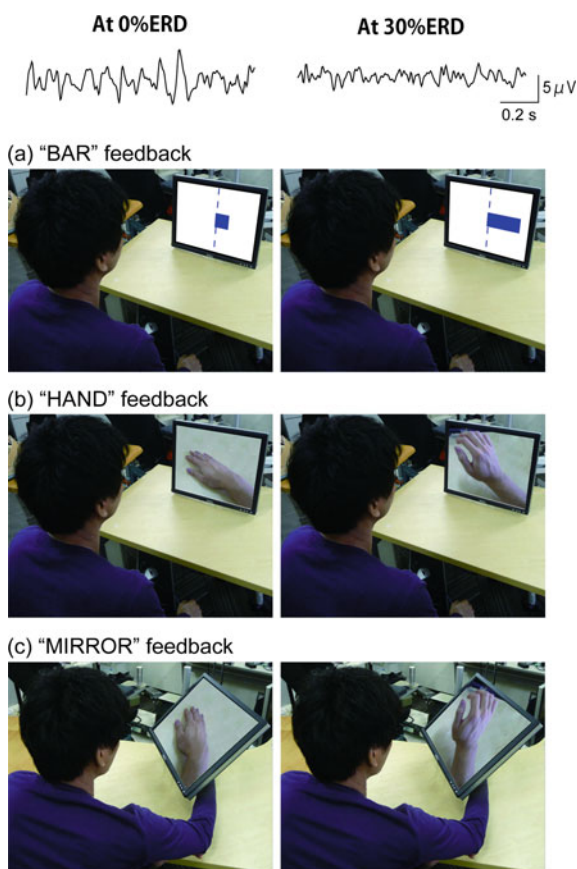 At 0%ERD
At 30%ERD
5 μV
0.2 s
(a) “BAR” feedback
(b) “HAND” feedback
(c) “MIRROR” feedback